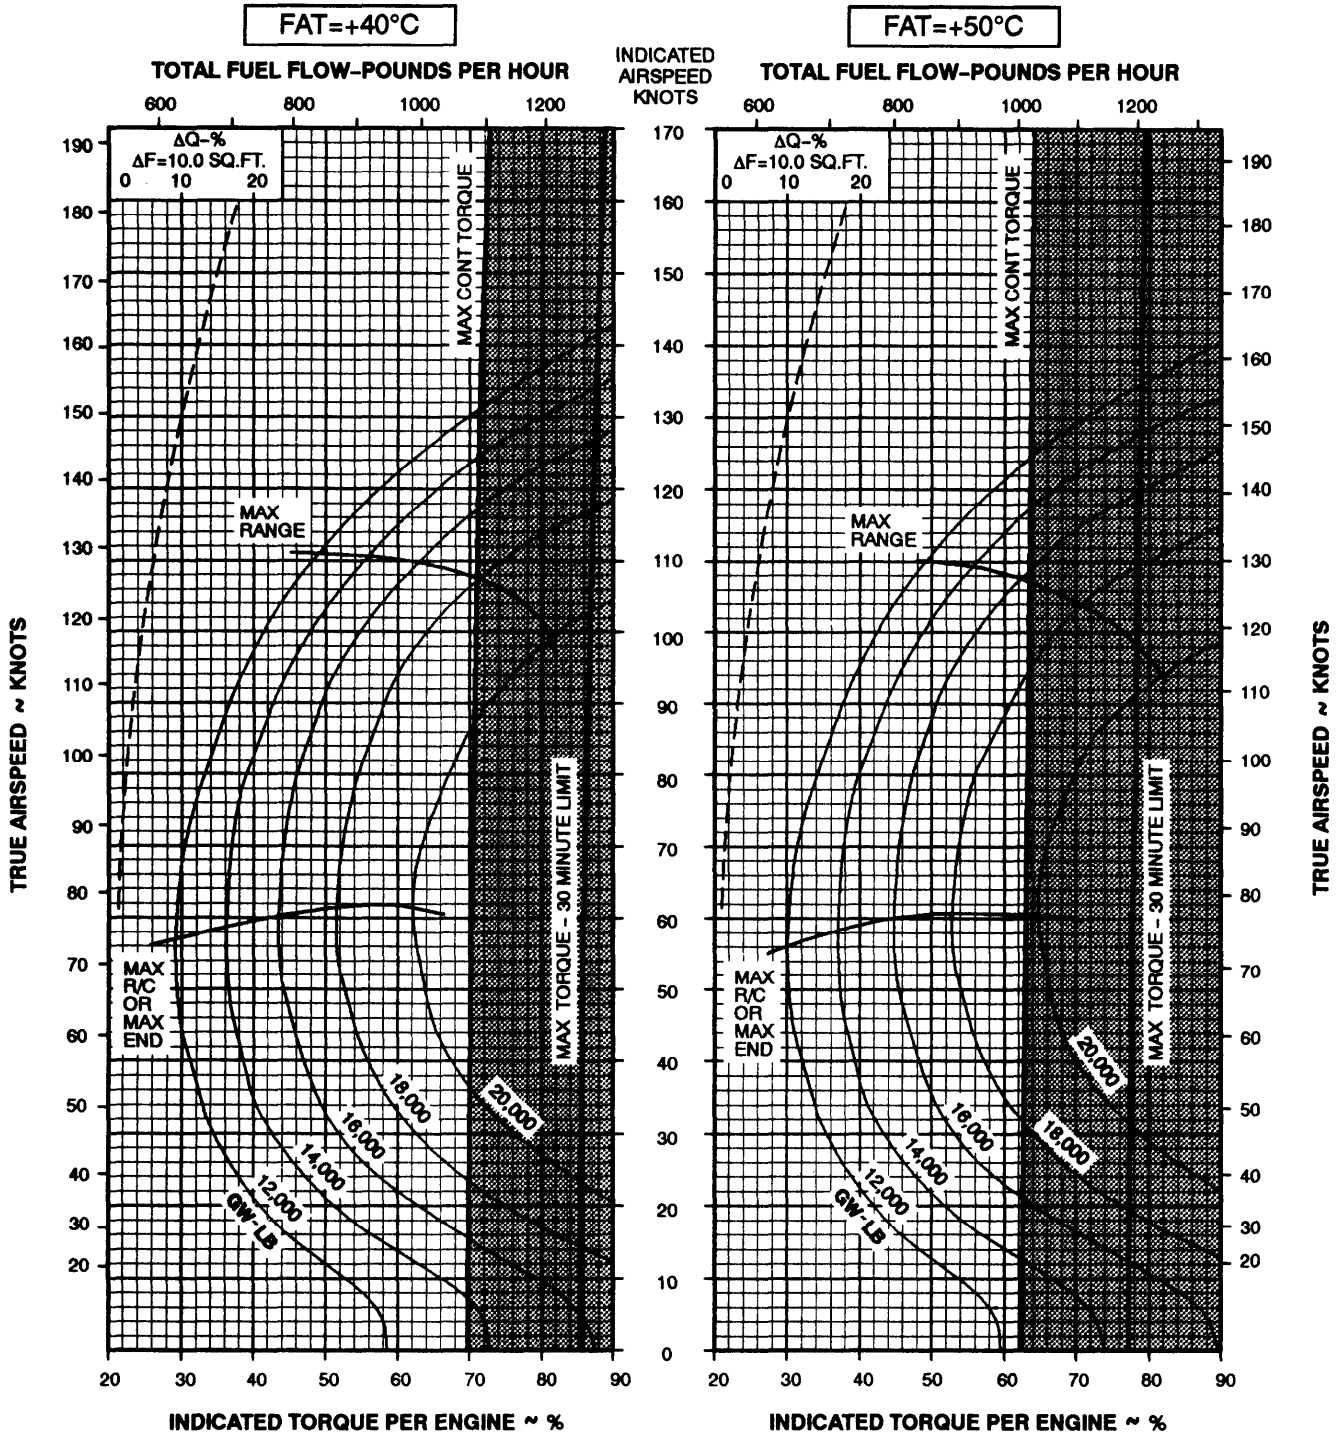 FAT=+40°C
FAT=+50°C
TOTAL FUEL FLOW–POUNDS PER HOUR
INDICATED
AIRSPEED
KNOTS
TOTAL FUEL FLOW–POUNDS PER HOUR
600 800 1000 1200
600 800 1000 1200
ΔQ–%
ΔF=10.0 SQ.FT.
0 10 20
ΔQ–%
ΔF=10.0 SQ.FT.
0 10 20
190
180
170
160
150
140
130
120
110
100
90
80
70
60
50
40
30
20
TRUE AIRSPEED ~ KNOTS
MAX CONT TORQUE
MAX
RANGE
MAX TORQUE – 30 MINUTE LIMIT
MAX
R/C
OR
MAX
END
20,000
18,000
16,000
14,000
12,000
GW-LB
170
160
150
140
130
120
110
100
90
80
70
60
50
40
30
20
10
0
MAX CONT TORQUE
MAX
RANGE
MAX TORQUE – 30 MINUTE LIMIT
MAX
R/C
OR
MAX
END
20,000
18,000
16,000
14,000
12,000
GW-LB
190
180
170
160
150
140
130
120
110
100
90
80
70
60
50
40
30
20
TRUE AIRSPEED ~ KNOTS
20 30 40 50 60 70 80 90
20 30 40 50 60 70 80 90
INDICATED TORQUE PER ENGINE ~ %
INDICATED TORQUE PER ENGINE ~ %